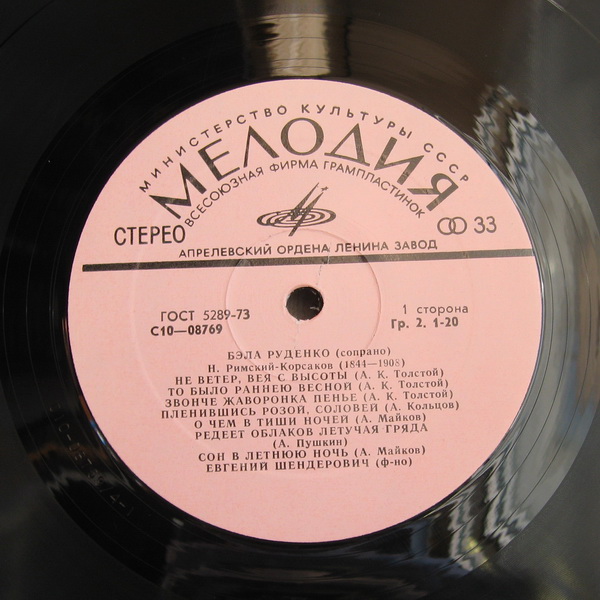 МИНИСТЕРСТВО КУЛЬТУРЫ СССР
МЕЛОДИЯ
ВСЕСОЮЗНАЯ ФИРМА ГРАМПЛАСТИНОК
СТЕРЕО
33
АПРЕЛЕВСКИЙ ОРДЕНА ЛЕНИНА ЗАВОД
ГОСТ 5289-73
1 сторона
С10—08769
Гр. 2. 1-20
БЭЛА РУДЕНКО (сопрано)
Н. Римский-Корсаков (1844—1908)
НЕ ВЕТЕР, ВЕЯ С ВЫСОТЫ (А. К. Толстой)
ТО БЫЛО РАННЕЮ ВЕСНОЙ (А. К. Толстой)
ЗВОНЧЕ ЖАВОРОНКА ПЕНЬЕ (А. К. Толстой)
ПЛЕНИВШИСЬ РОЗОЙ, СОЛОВЕЙ (А. Кольцов)
О ЧЕМ В ТИШИ НОЧЕЙ (А. Майков)
РЕДЕЕТ ОБЛАКОВ ЛЕТУЧАЯ ГРЯДА
(А. Пушкин)
СОН В ЛЕТНЮЮ НОЧЬ (А. Майков)
ЕВГЕНИЙ ШЕНДЕРОВИЧ (ф-но)